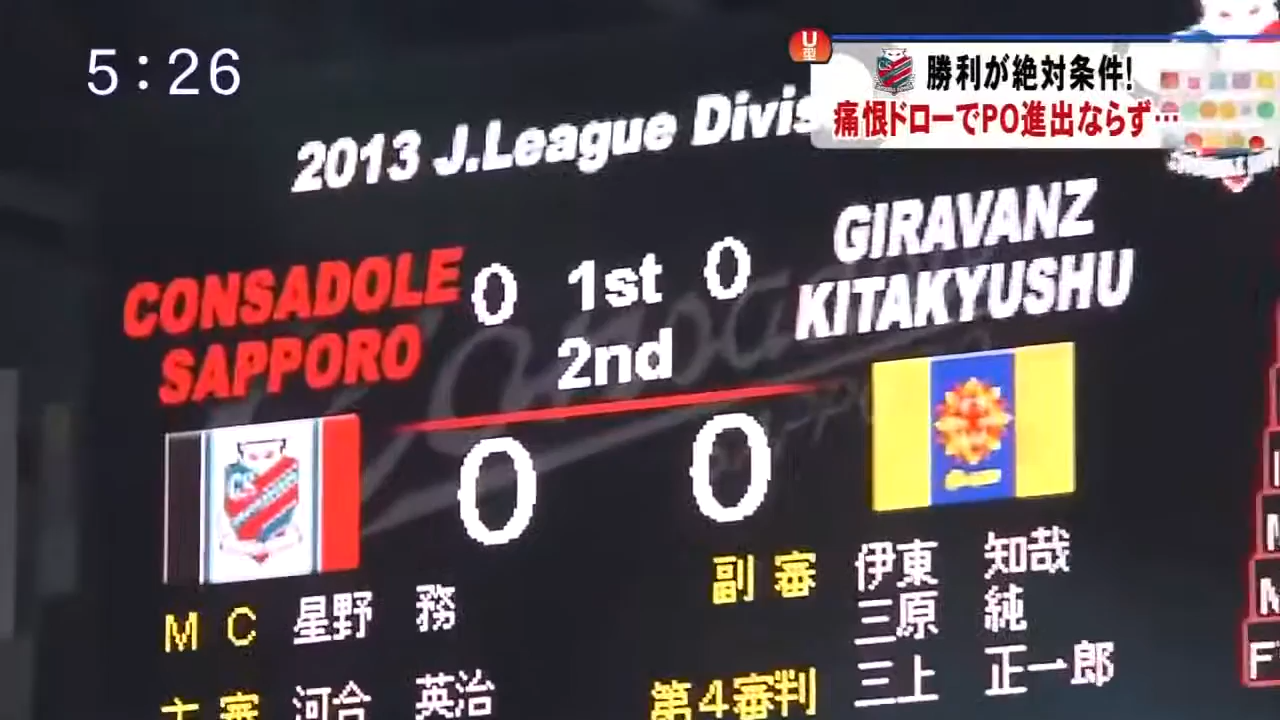 5:26
U型
勝利が絶対条件!
痛恨ドローでPO進出ならず…
2013 J.League Divis
CONSADOLE
SAPPORO
0 1st 0
2nd
GIRAVANZ
KITAKYUSHU
0 0
CS
MC 星野 務
主審 河合 英治
副審 伊東 知哉
三原 純
第4審判 三上 正一郎